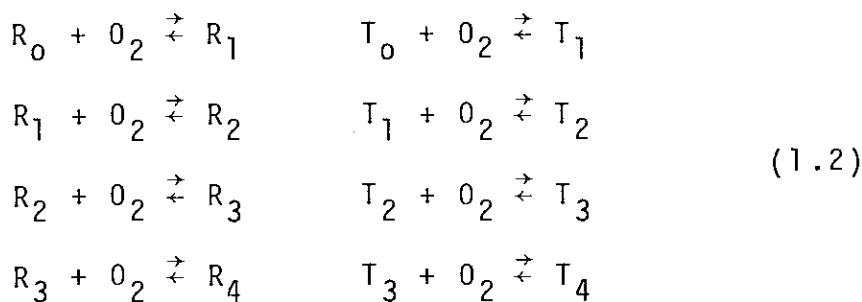 R₀ + O₂ ⇄ R₁ T₀ + O₂ ⇄ T₁
R₁ + O₂ ⇄ R₂ T₁ + O₂ ⇄ T₂
(1.2)
R₂ + O₂ ⇄ R₃ T₂ + O₂ ⇄ T₃
R₃ + O₂ ⇄ R₄ T₃ + O₂ ⇄ T₄